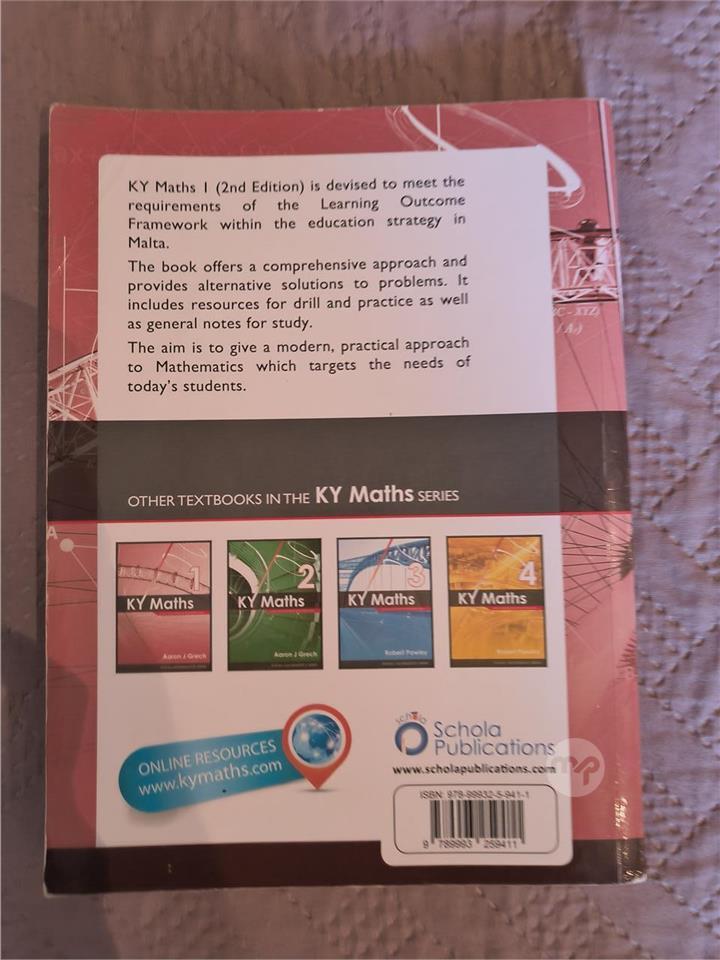 KY Maths 1 (2nd Edition) is devised to meet the
requirements of the Learning Outcome
Framework within the education strategy in
Malta.
The book offers a comprehensive approach and
provides alternative solutions to problems. It
includes resources for drill and practice as well
as general notes for study.
The aim is to give a modern, practical approach
to Mathematics which targets the needs of
today's students.
A
OTHER TEXTBOOKS IN THE KY Maths SERIES
1
KY Maths
Aaron J Grech
2
KY Maths
Aaron J Grech
3
KY Maths
Robert Pawley
4
KY Maths
ONLINE RESOURCES
www.kymaths.com
schola
Schola
Publications
www.scholapublications.com
mp
ISBN: 978-99932-5-941-1
9 789993 259411